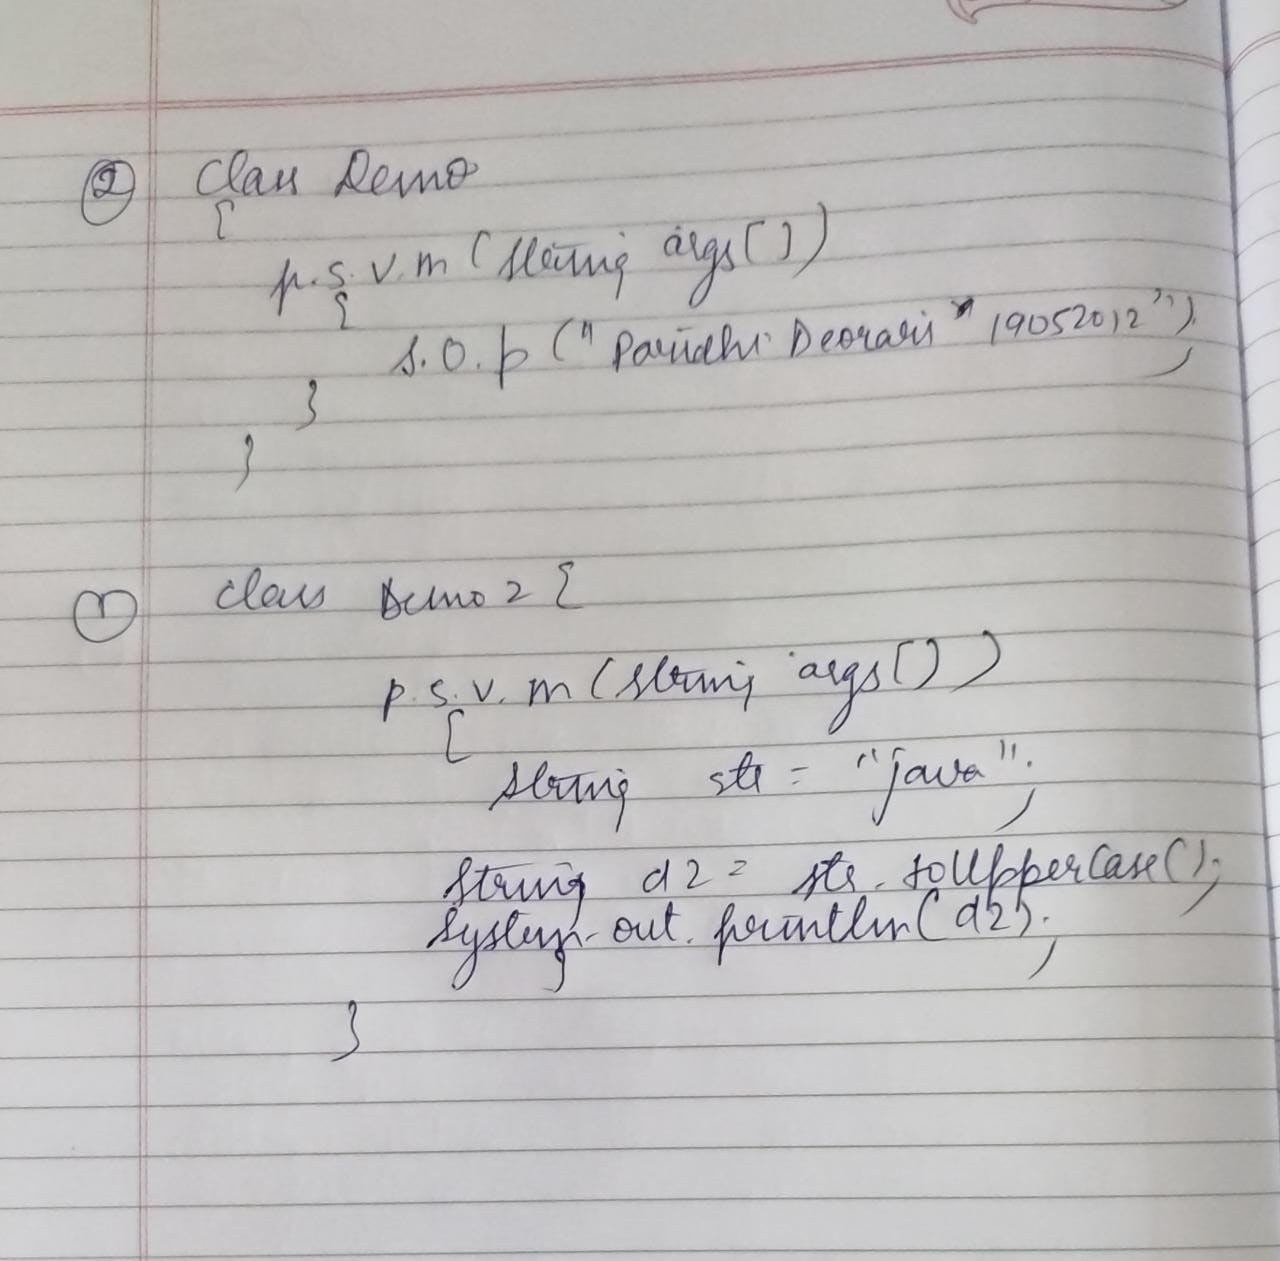 ② class Demo
{
p.s.v.m (String args[])
{
s.o.p (" Paridhi Deorari " 19052012");
}
}
① class Demo2 {
p.s.v.m (String args[])
{
String str = "java";
String d2 = str.toUpperCase();
System.out.println(d2);
}
}